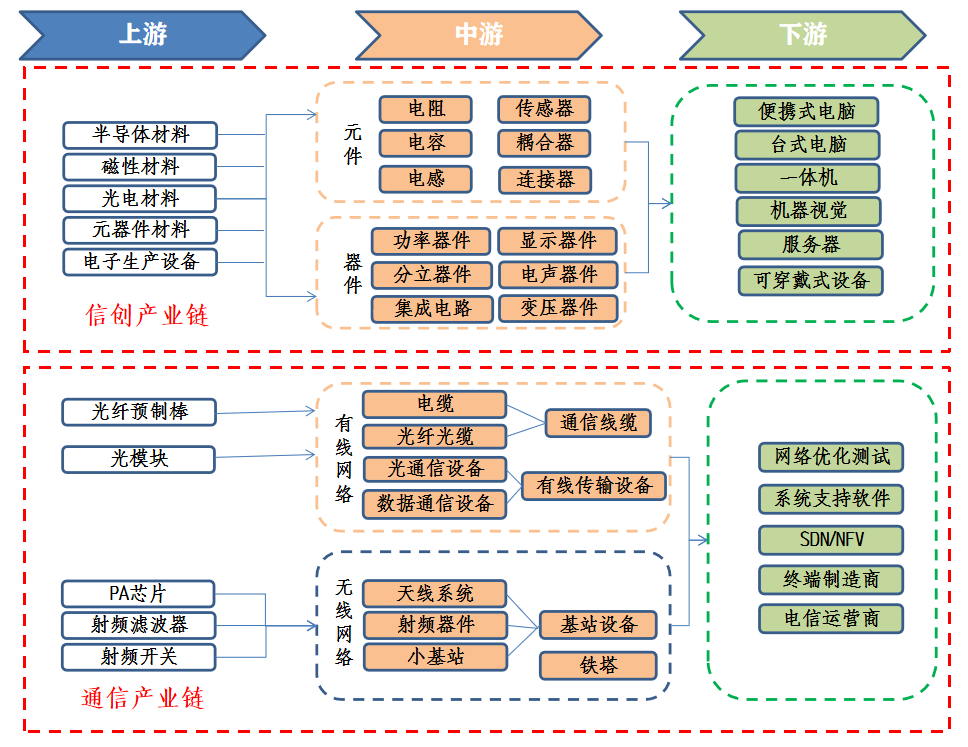 上游
中游
下游
半导体材料
磁性材料
光电材料
元器件材料
电子生产设备
信创产业链
元件
电阻
传感器
电容
耦合器
电感
连接器
器件
功率器件
显示器件
分立器件
电声器件
集成电路
变压器件
便携式电脑
台式电脑
一体机
机器视觉
服务器
可穿戴式设备
光纤预制棒
光模块
有线网络
电缆
光纤光缆
通信线缆
光通信设备
数据通信设备
有线传输设备
PA芯片
射频滤波器
射频开关
通信产业链
无线网络
天线系统
射频器件
小基站
基站设备
铁塔
网络优化测试
系统支持软件
SDN/NFV
终端制造商
电信运营商